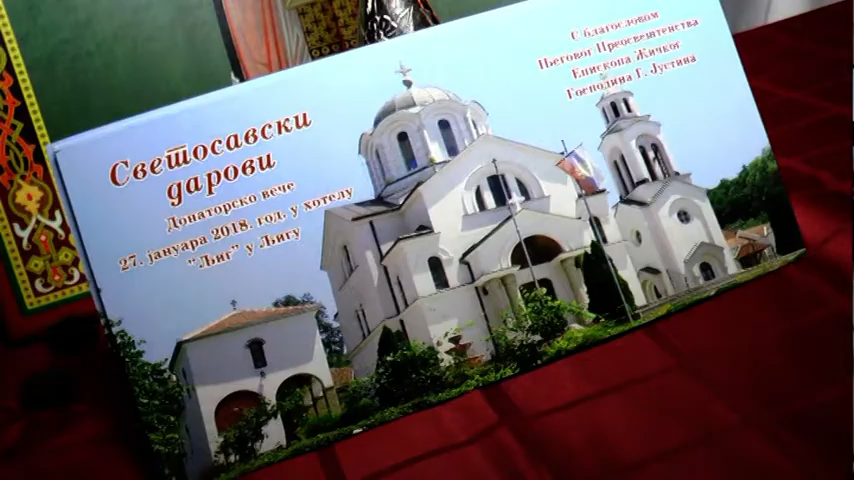 Светосавски
дарови
Донаторско вече
27. јануара 2018. год. у хотелу
"Љиг" у Љигу
С благословом
Његовог Преосвештенства
Епископа Жичког
Господина Г. Јустина